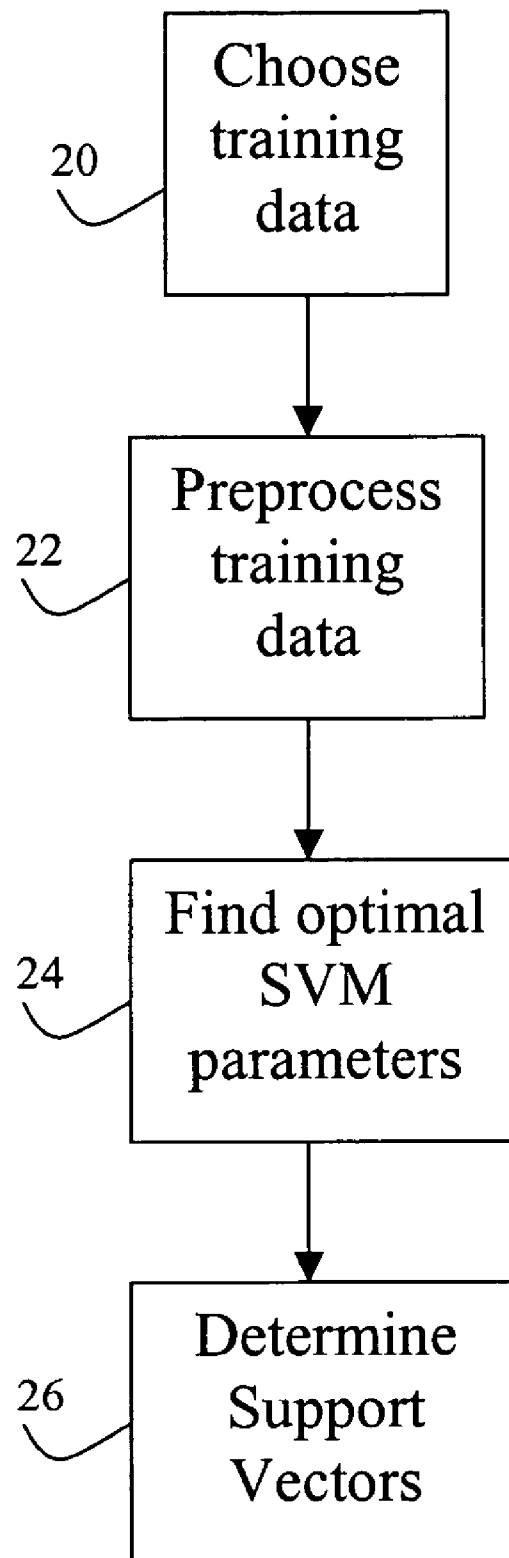 Choose
training
data
20
Preprocess
training
data
22
Find optimal
SVM
parameters
24
Determine
Support
Vectors
26